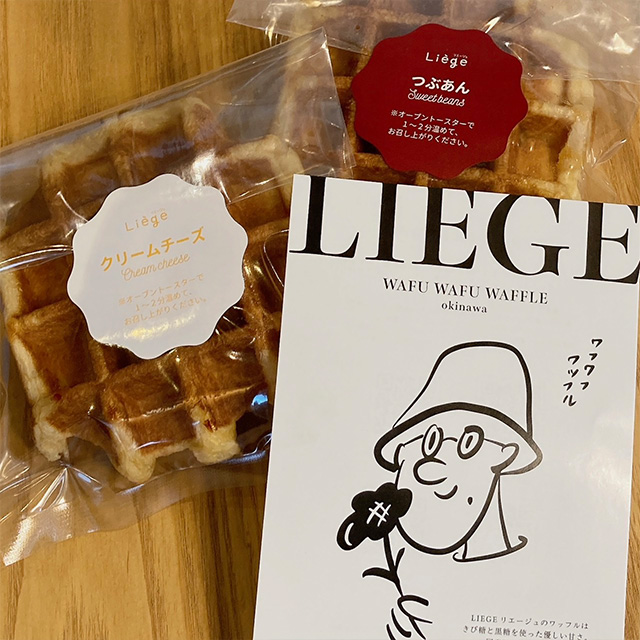 Liège
つぶあん
Sweet beans
※オーブントースターで
1〜2分温めて、
お召し上がりください。
Liège
クリームチーズ
Cream cheese
※オーブントースターで
1〜2分温めて、
お召し上がりください。
LIEGE
WAFU WAFU WAFFLE
okinawa
ワファワファ
ワッフル
LIEGE リエージュのワッフルは
きび糖と黒糖を使った優しい甘さ。